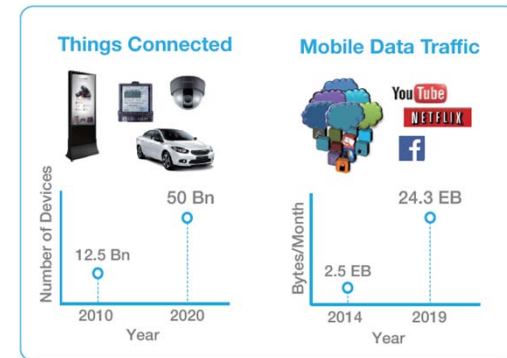 Things Connected
Number of Devices
12.5 Bn
50 Bn
2010
2020
Year
Mobile Data Traffic
You Tube
NETFLIX
f
Bytes/Month
2.5 EB
24.3 EB
2014
2019
Year